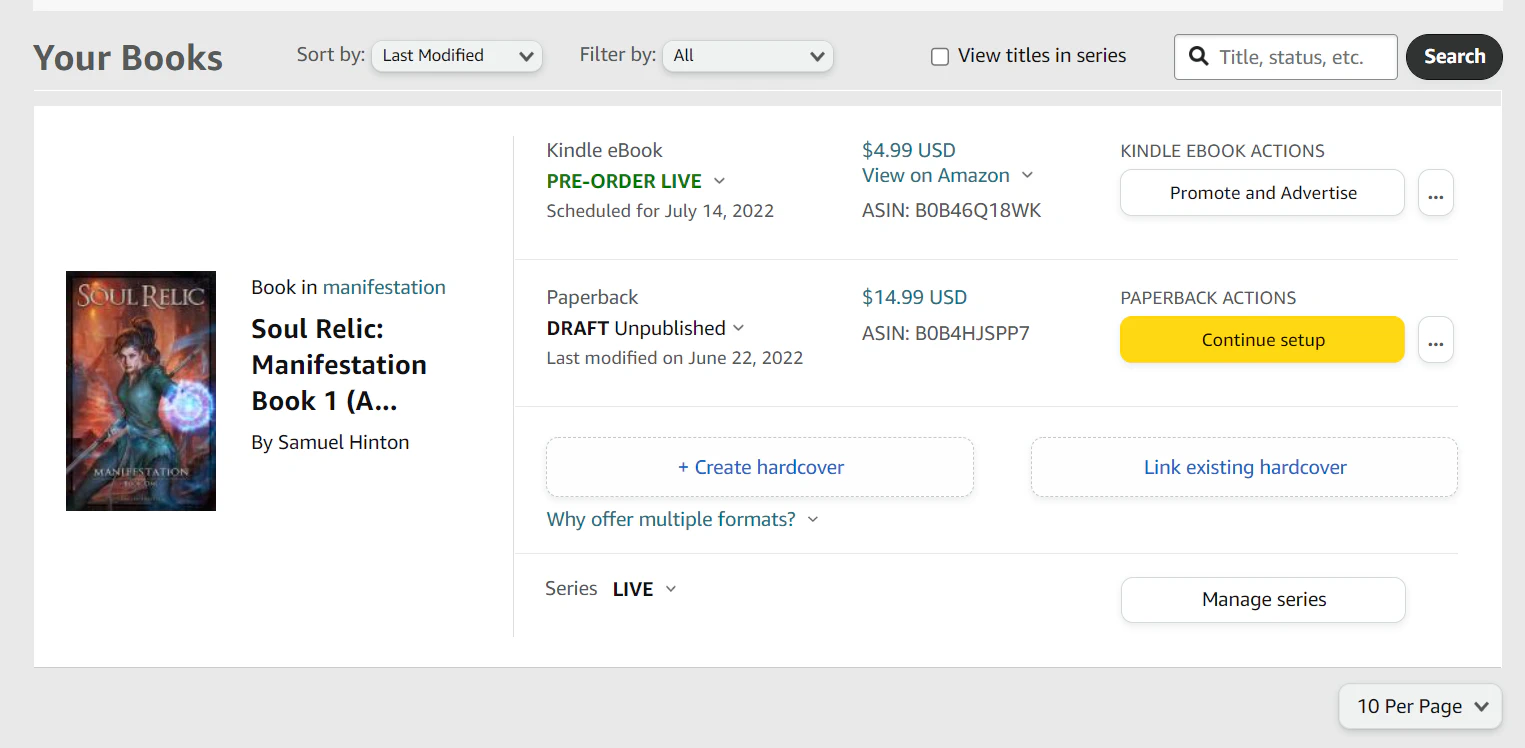 Your Books
Sort by: Last Modified
Filter by: All
View titles in series
Title, status, etc.
Search
SOUL RELIC
MANIFESTATION
BOOK ONE
Book in manifestation
Soul Relic:
Manifestation
Book 1 (A...
By Samuel Hinton
Kindle eBook
PRE-ORDER LIVE
Scheduled for July 14, 2022
$4.99 USD
View on Amazon
ASIN: B0B46Q18WK
KINDLE EBOOK ACTIONS
Promote and Advertise
...
Paperback
DRAFT Unpublished
Last modified on June 22, 2022
$14.99 USD
ASIN: B0B4HJSPP7
PAPERBACK ACTIONS
Continue setup
...
+ Create hardcover
Link existing hardcover
Why offer multiple formats?
Series LIVE
Manage series
10 Per Page